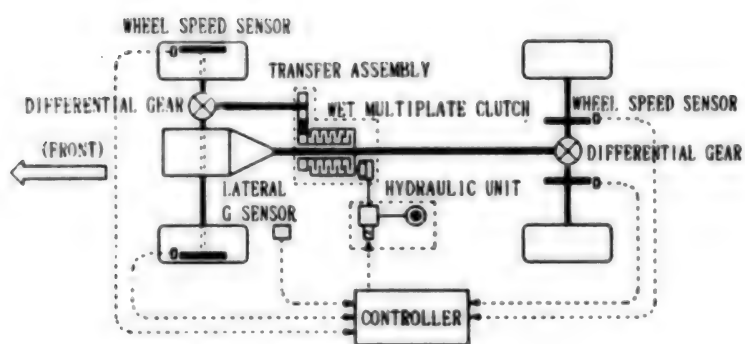 WHEEL SPEED SENSOR
TRANSFER ASSEMBLY
DIFFERENTIAL GEAR
WET MULTIPLATE CLUTCH
WHEEL SPEED SENSOR
(FRONT)
DIFFERENTIAL GEAR
LATERAL
G SENSOR
HYDRAULIC UNIT
CONTROLLER